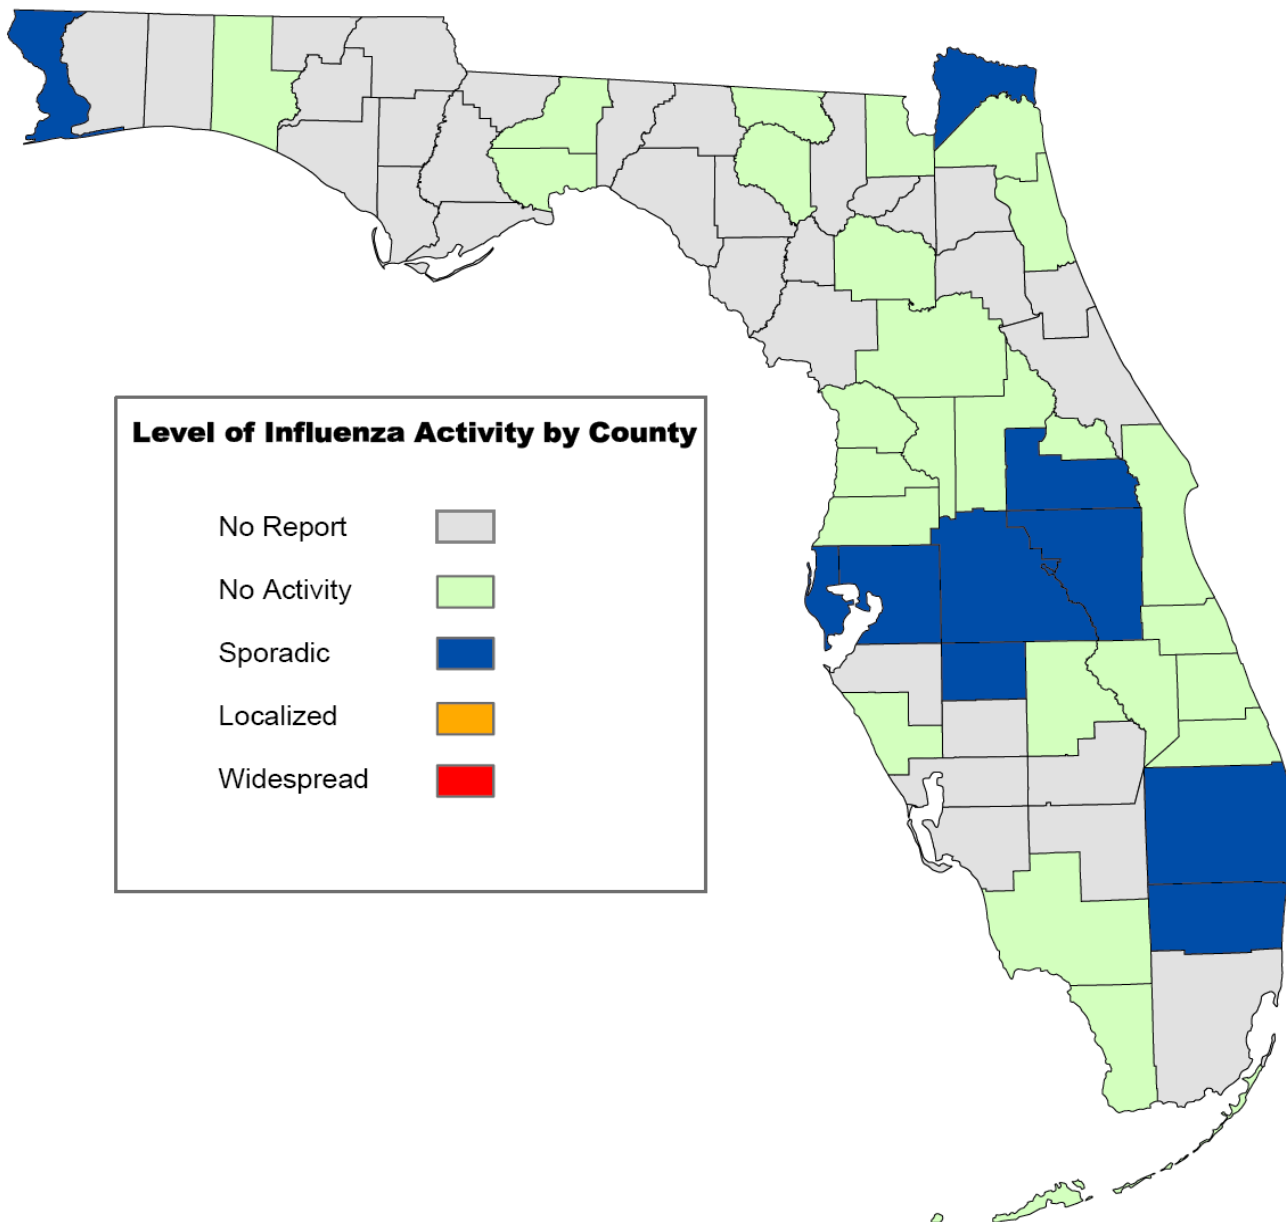 Level of Influenza Activity by County
No Report
No Activity
Sporadic
Localized
Widespread